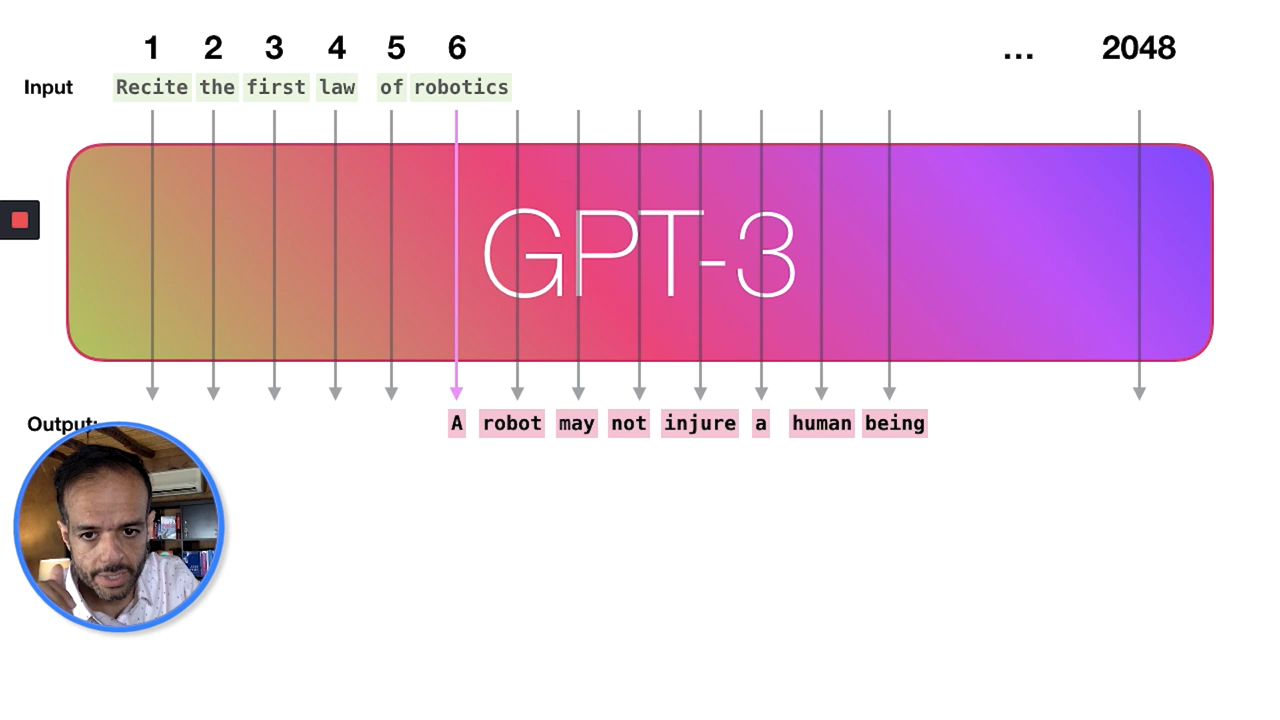 1 2 3 4 5 6 ... 2048
Input Recite the first law of robotics
GPT-3
Output: A robot may not injure a human being